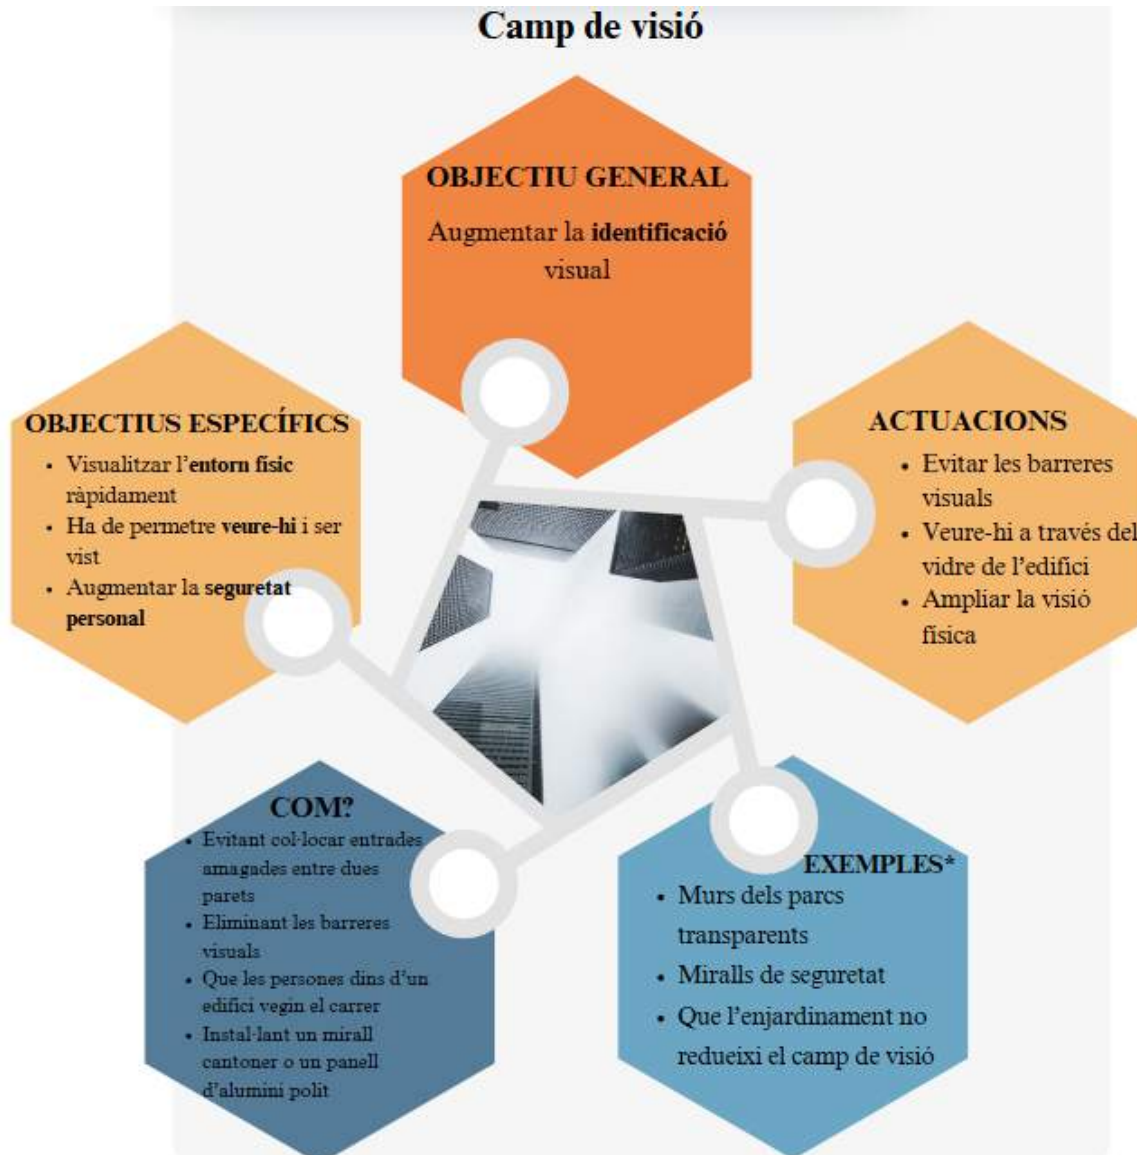 Camp de visió
OBJECTIU GENERAL
Augmentar la identificació
visual
OBJECTIUS ESPECÍFICS
• Visualitzar l’entorn físic
ràpidament
• Ha de permetre veure-hi i ser
vist
• Augmentar la seguretat
personal
ACTUACIONS
• Evitar les barreres
visuals
• Veure-hi a través del
vidre de l’edifici
• Ampliar la visió
física
COM?
• Evitant col·locar entrades
amagades entre dues
parets
• Eliminant les barreres
visuals
• Que les persones dins d’un
edifici vegin el carrer
• Instal·lant un mirall
cantoner o un panell
d’alumini polit
EXEMPLES*
• Murs dels parcs
transparents
• Miralls de seguretat
• Que l’enjardinament no
redueixi el camp de visió